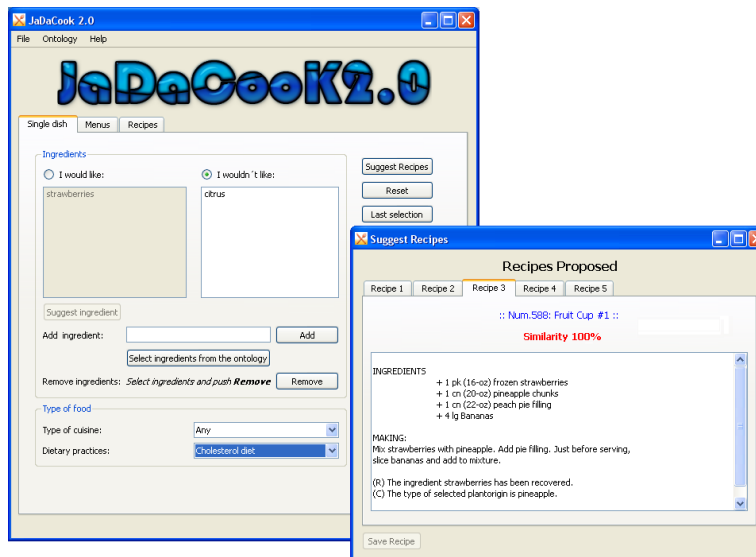 JaDaCook 2.0
File Ontology Help
JaDaCooK2.0
Single dish Menus Recipes
Ingredients
I would like: I wouldn´t like:
strawberries citrus
Suggest Recipes
Reset
Last selection
Suggest ingredient
Add ingredient: Add
Select ingredients from the ontology
Remove ingredients: Select ingredients and push Remove Remove
Type of food
Type of cuisine: Any
Dietary practices: Cholesterol diet
Suggest Recipes
Recipes Proposed
Recipe 1 Recipe 2 Recipe 3 Recipe 4 Recipe 5
:: Num.588: Fruit Cup #1 ::
Similarity 100%
INGREDIENTS
+ 1 pk (16-oz) frozen strawberries
+ 1 cn (20-oz) pineapple chunks
+ 1 cn (22-oz) peach pie filling
+ 4 lg Bananas
MAKING:
Mix strawberries with pineapple. Add pie filling. Just before serving,
slice bananas and add to mixture.
(R) The ingredient strawberries has been recovered.
(C) The type of selected plantorigin is pineapple.
Save Recipe